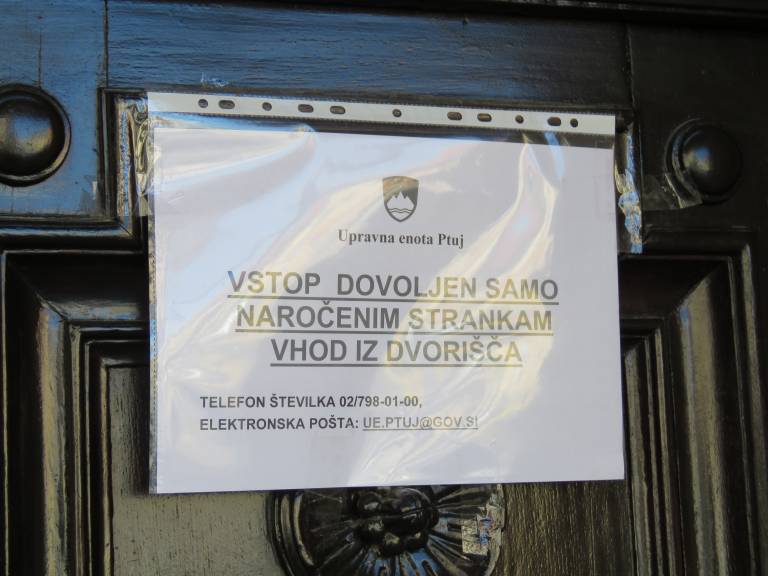 Upravna enota Ptuj
VSTOP DOVOLJEN SAMO
NAROČENIM STRANKAM
VHOD IZ DVORIŠČA
TELEFON ŠTEVILKA 02/798-01-00,
ELEKTRONSKA POŠTA: UE.PTUJ@GOV.SI